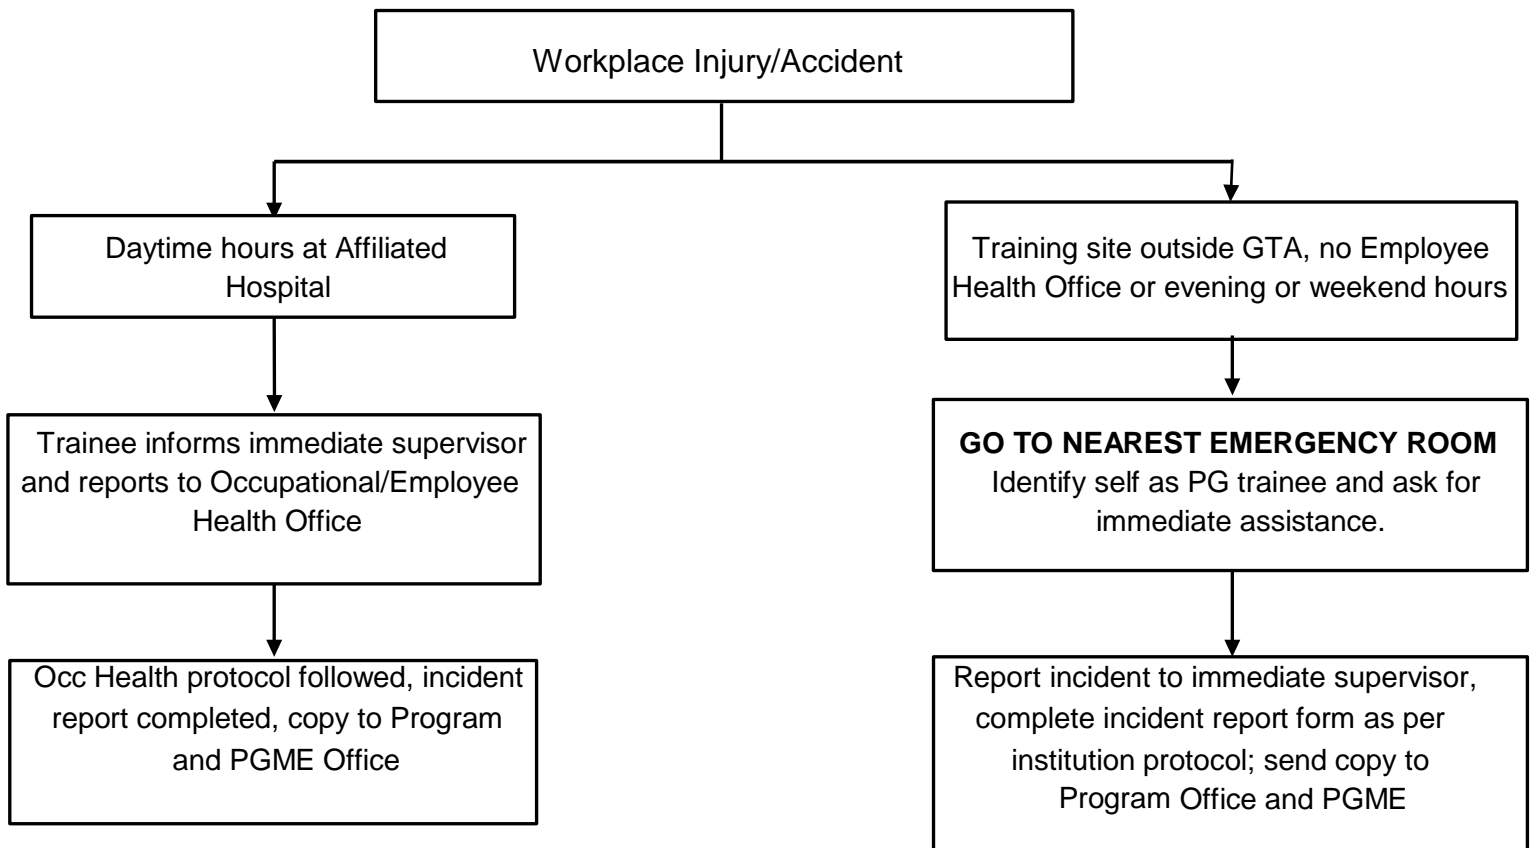 Workplace Injury/Accident
Daytime hours at Affiliated
Hospital
Training site outside GTA, no Employee
Health Office or evening or weekend hours
Trainee informs immediate supervisor
and reports to Occupational/Employee
Health Office
GO TO NEAREST EMERGENCY ROOM
Identify self as PG trainee and ask for
immediate assistance.
Occ Health protocol followed, incident
report completed, copy to Program
and PGME Office
Report incident to immediate supervisor,
complete incident report form as per
institution protocol; send copy to
Program Office and PGME